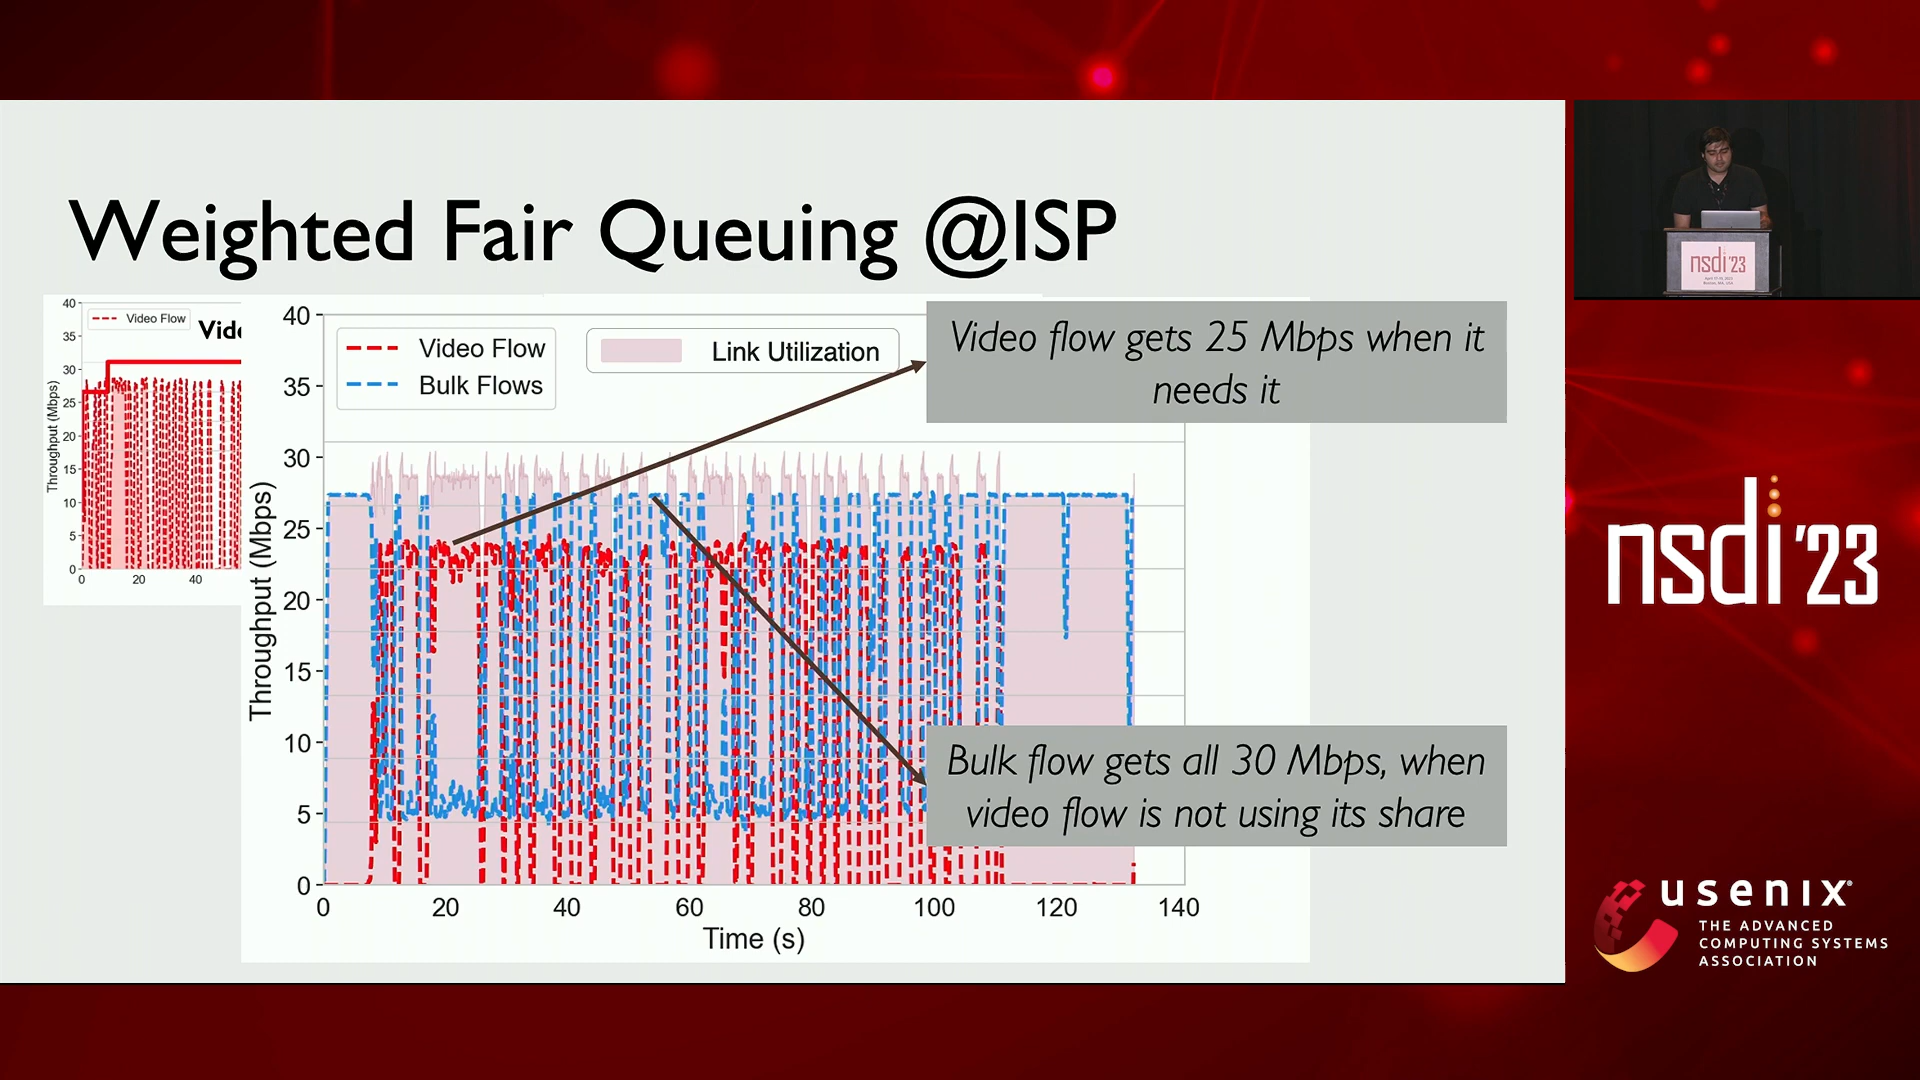 Weighted Fair Queuing @ISP
40
35
30
25
20
15
10
5
0
Throughput (Mbps)
Video Flow
0
20
40
40
35
30
25
20
15
10
5
0
Throughput (Mbps)
Video Flow
Bulk Flows
Link Utilization
0
20
40
60
80
100
120
140
Time (s)
Video flow gets 25 Mbps when it
needs it
Bulk flow gets all 30 Mbps, when
video flow is not using its share
nsdi '23
nsdi '23
usenix
THE ADVANCED
COMPUTING SYSTEMS
ASSOCIATION